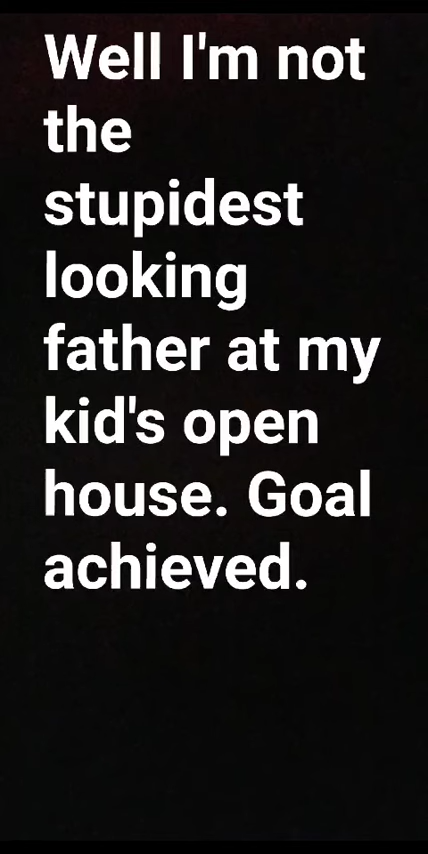 Well I'm not
the
stupidest
looking
father at my
kid's open
house. Goal
achieved.